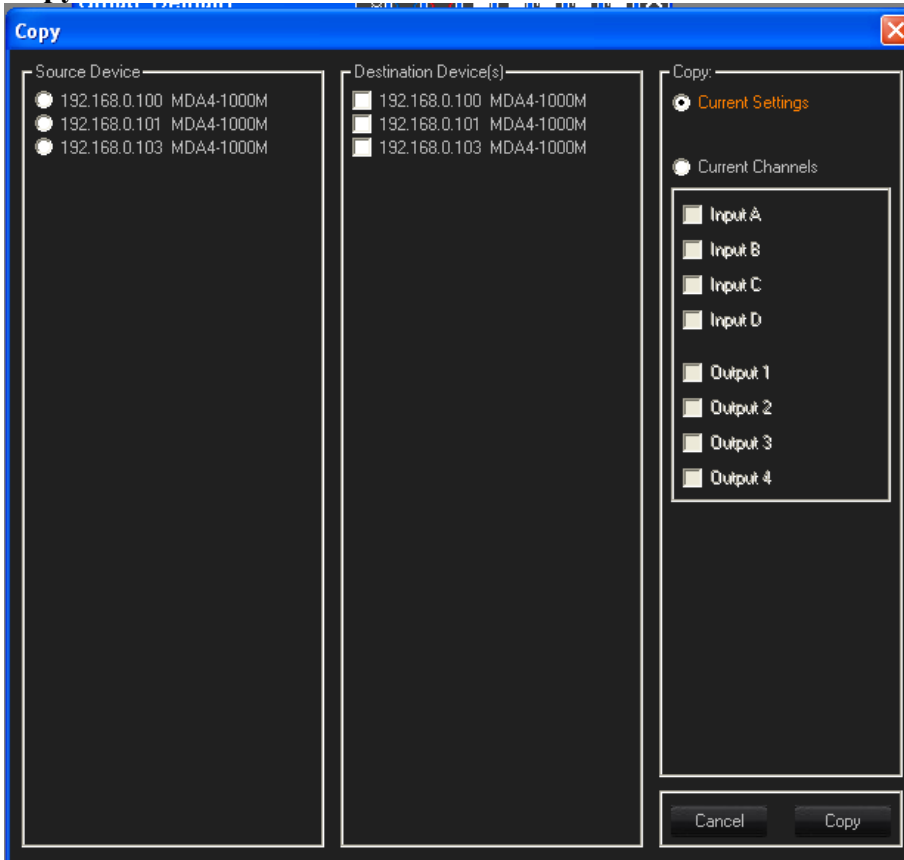 Copy
Source Device
192.168.0.100 MDA4-1000M
192.168.0.101 MDA4-1000M
192.168.0.103 MDA4-1000M
Destination Device(s)
192.168.0.100 MDA4-1000M
192.168.0.101 MDA4-1000M
192.168.0.103 MDA4-1000M
Copy:
Current Settings
Current Channels
Input A
Input B
Input C
Input D
Output 1
Output 2
Output 3
Output 4
Cancel
Copy